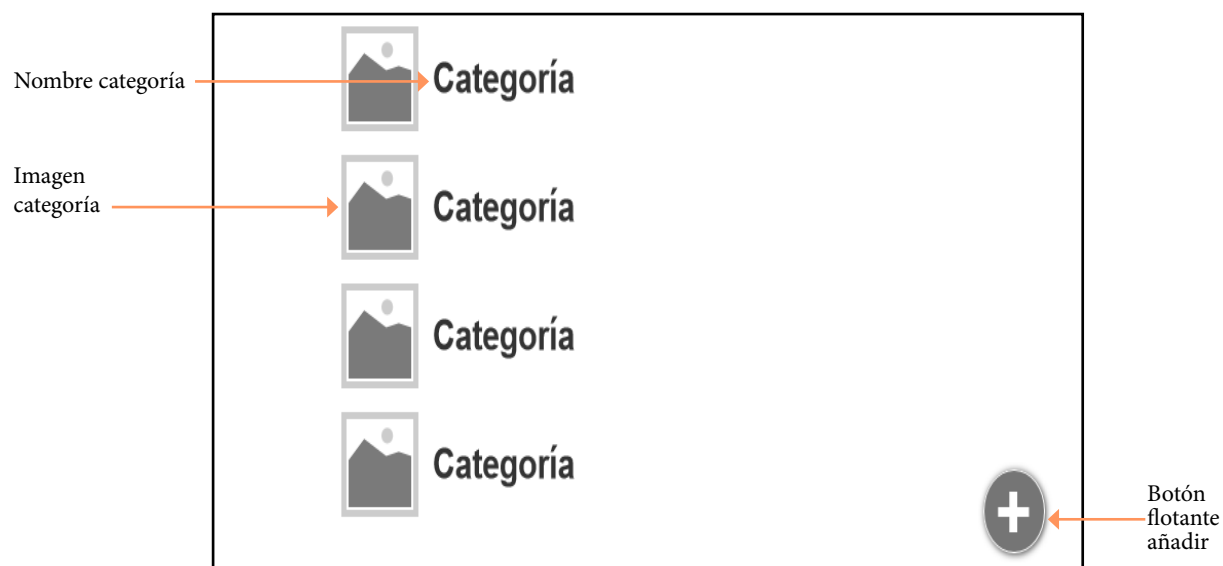 Nombre categoría
Categoría
Imagen
categoría
Categoría
Categoría
Categoría
Botón
flotante
añadir